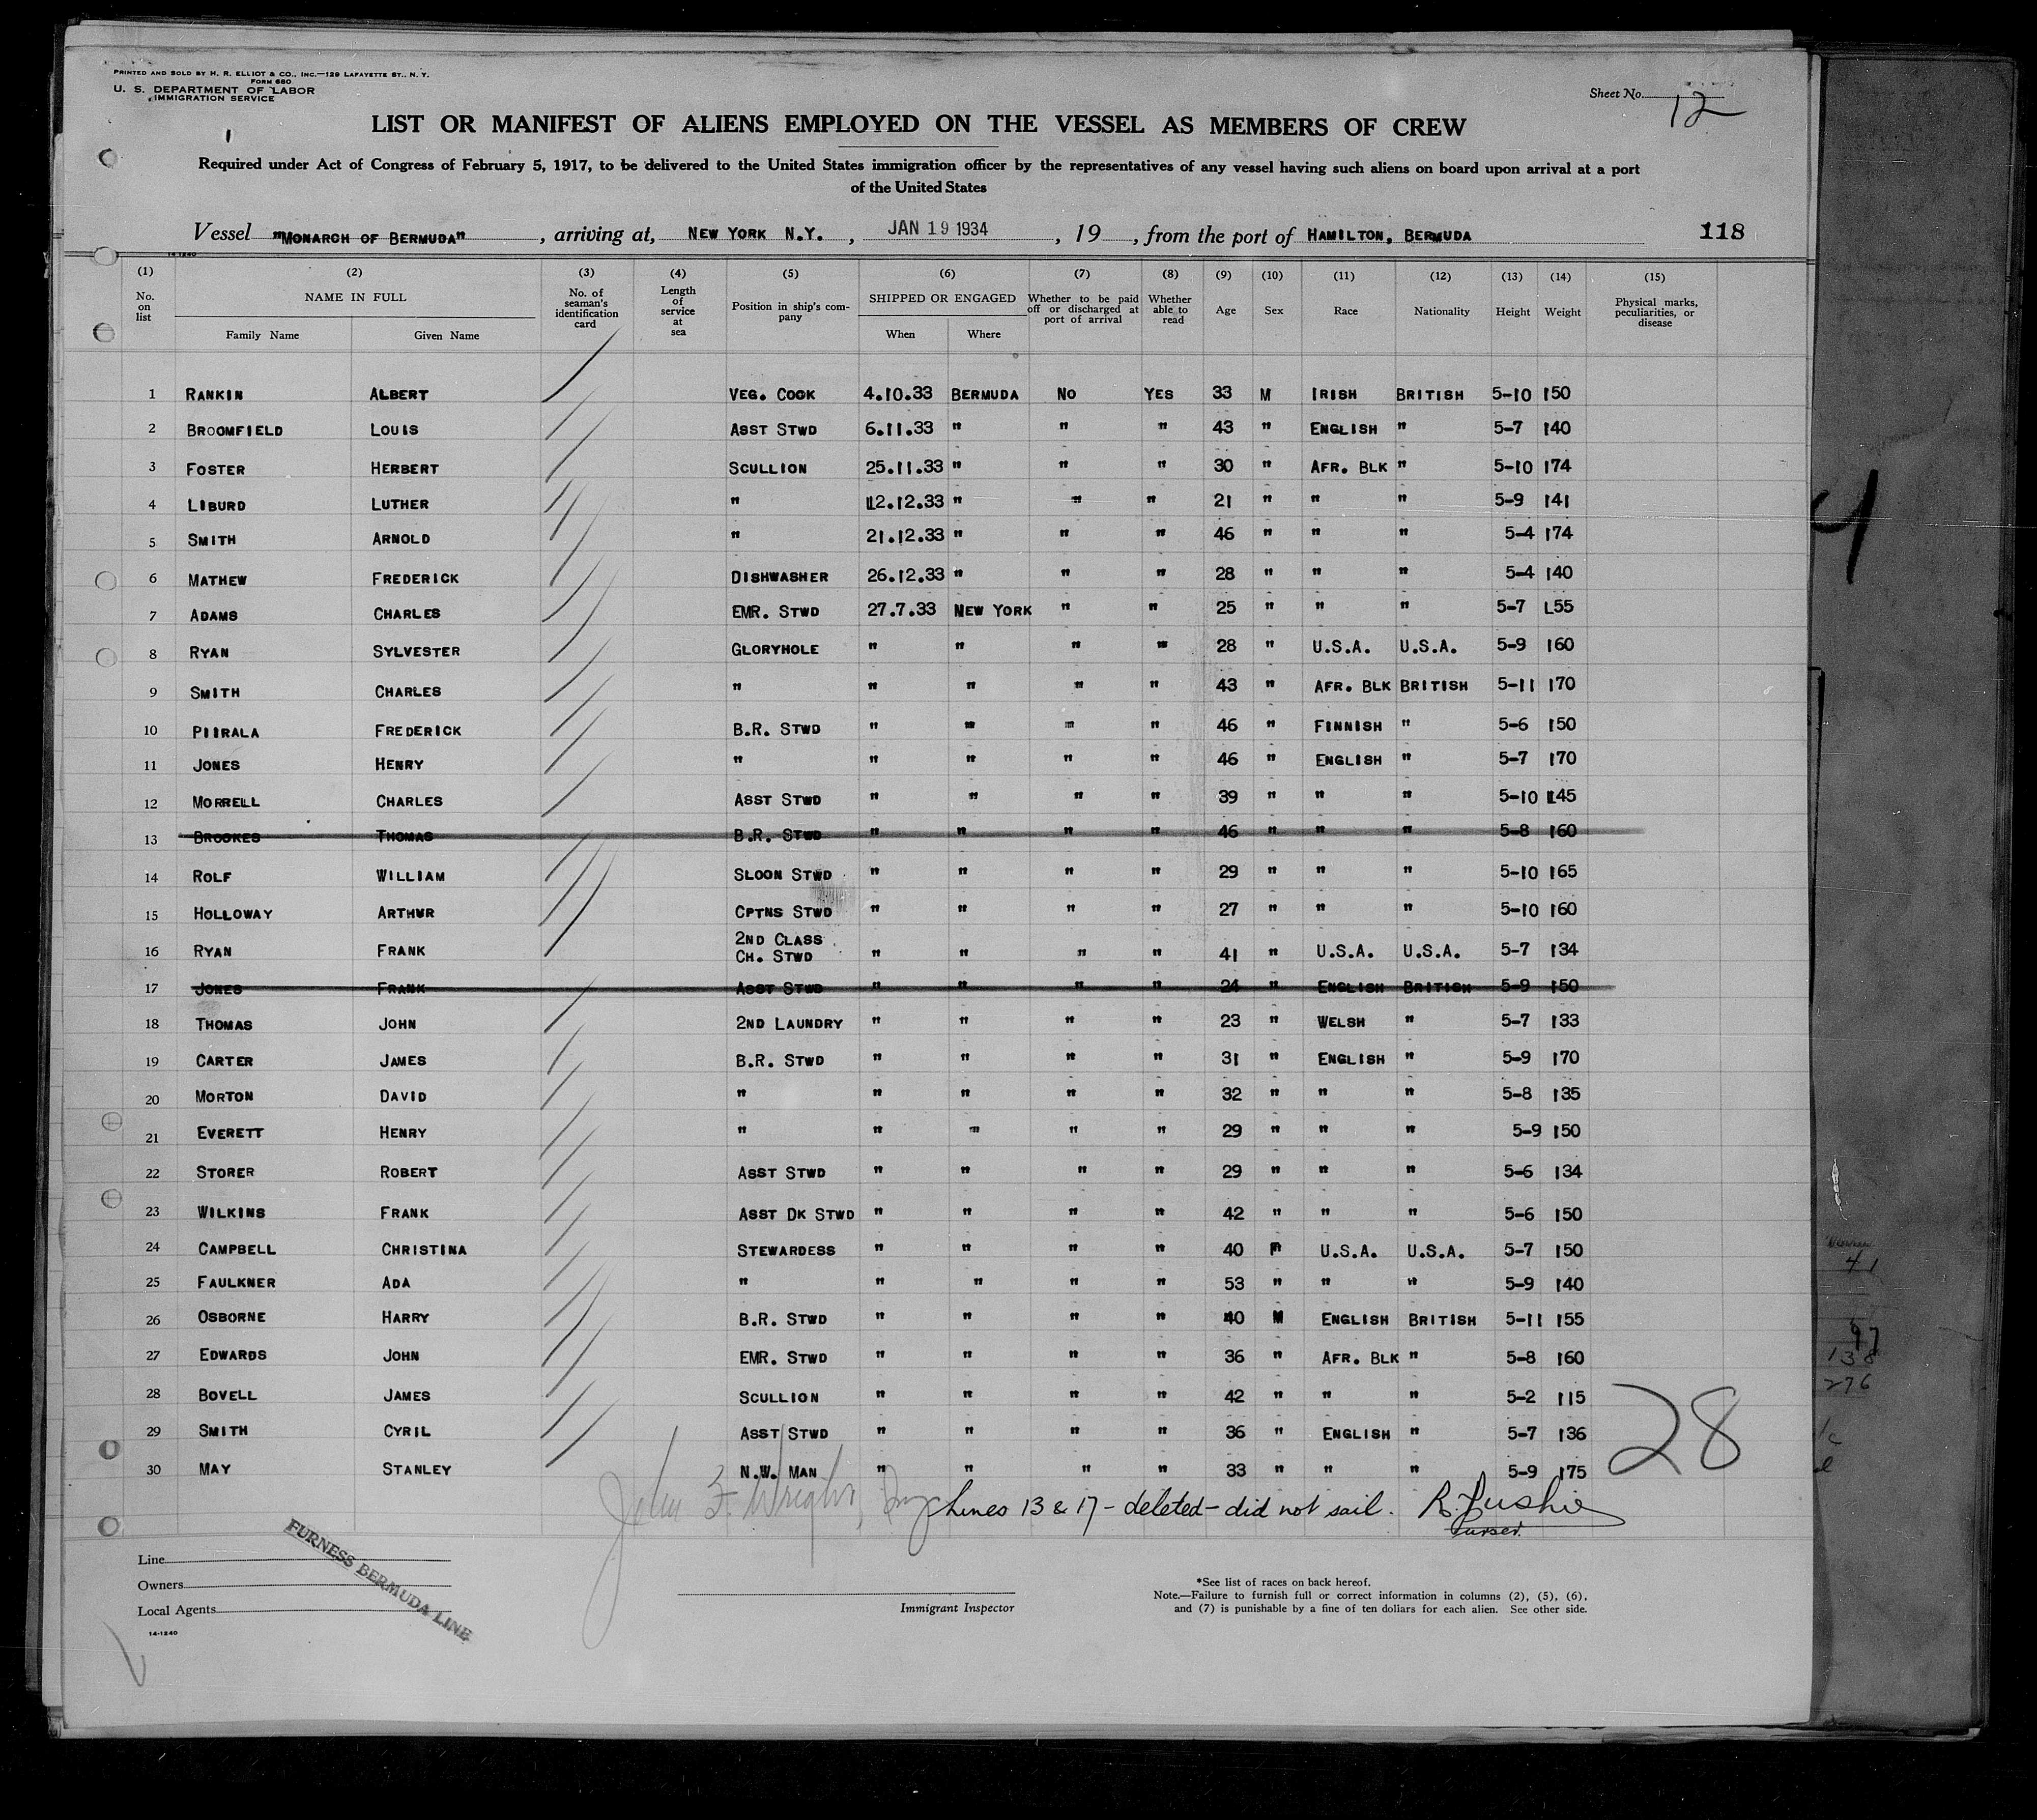 PRINTED AND SOLD BY H. R. ELLIOT & CO., INC.—129 LAFAYETTE ST., N. Y.
FORM 680
U. S. DEPARTMENT OF LABOR
IMMIGRATION SERVICE
Sheet No. 12
LIST OR MANIFEST OF ALIENS EMPLOYED ON THE VESSEL AS MEMBERS OF CREW
Required under Act of Congress of February 5, 1917, to be delivered to the United States immigration officer by the representatives of any vessel having such aliens on board upon arrival at a port
of the United States
Vessel "MONARCH OF BERMUDA", arriving at, NEW YORK N.Y., JAN 19 1934, 19, from the port of HAMILTON, BERMUDA 118
14-1240
(1) (2) (3) (4) (5) (6) (7) (8) (9) (10) (11) (12) (13) (14) (15)
No. on list NAME IN FULL Family Name Given Name No. of seaman's identification card Length of service at sea Position in ship's company SHIPPED OR ENGAGED When Where Whether to be paid off or discharged at port of arrival Whether able to read Age Sex Race Nationality Height Weight Physical marks, peculiarities, or disease
1 RANKIN ALBERT VEG. COOK 4.10.33 BERMUDA NO YES 33 M IRISH BRITISH 5-10 150
2 BROOMFIELD LOUIS ASST STWD 6.11.33 " " " 43 " ENGLISH " 5-7 140
3 FOSTER HERBERT SCULLION 25.11.33 " " " 30 " AFR. BLK " 5-10 174
4 LIBURD LUTHER " 12.12.33 " " " 21 " " " 5-9 141
5 SMITH ARNOLD " 21.12.33 " " " 46 " " " 5-4 174
6 MATHEW FREDERICK DISHWASHER 26.12.33 " " " 28 " " " 5-4 140
7 ADAMS CHARLES EMR. STWD 27.7.33 NEW YORK " " 25 " " " 5-7 L55
8 RYAN SYLVESTER GLORYHOLE " " " " 28 " U.S.A. U.S.A. 5-9 160
9 SMITH CHARLES " " " " " 43 " AFR. BLK BRITISH 5-11 170
10 PIIRALA FREDERICK B.R. STWD " " " " 46 " FINNISH " 5-6 150
11 JONES HENRY " " " " " 46 " ENGLISH " 5-7 170
12 MORRELL CHARLES ASST STWD " " " " 39 " " " 5-10 145
13 BROOKES THOMAS B.R. STWD " " " " 46 " " " 5-8 160
14 ROLF WILLIAM SLOON STWD " " " " 29 " " " 5-10 165
15 HOLLOWAY ARTHUR CPTNS STWD " " " " 27 " " " 5-10 160
16 RYAN FRANK 2ND CLASS CH. STWD " " " " 41 " U.S.A. U.S.A. 5-7 134
17 JONES FRANK ASST STWD " " " " 24 " ENGLISH BRITISH 5-9 150
18 THOMAS JOHN 2ND LAUNDRY " " " " 23 " WELSH " 5-7 133
19 CARTER JAMES B.R. STWD " " " " 31 " ENGLISH " 5-9 170
20 MORTON DAVID " " " " " 32 " " " 5-8 135
21 EVERETT HENRY " " " " " 29 " " " 5-9 150
22 STORER ROBERT ASST STWD " " " " 29 " " " 5-6 134
23 WILKINS FRANK ASST DK STWD " " " " 42 " " " 5-6 150
24 CAMPBELL CHRISTINA STEWARDESS " " " " 40 F U.S.A. U.S.A. 5-7 150
25 FAULKNER ADA " " " " " 53 " " " 5-9 140
26 OSBORNE HARRY B.R. STWD " " " " 40 M ENGLISH BRITISH 5-11 155
27 EDWARDS JOHN EMR. STWD " " " " 36 " AFR. BLK " 5-8 160
28 BOVELL JAMES SCULLION " " " " 42 " " " 5-2 115
29 SMITH CYRIL ASST STWD " " " " 36 " ENGLISH " 5-7 136
30 MAY STANLEY N.W. MAN " " " " 33 " " " 5-9 175
28
John F. Wright, Lines 13 & 17 - deleted - did not sail.
Purser.
Line
Owners
Local Agents
FURNESS BERMUDA LINE
14-1240
Immigrant Inspector
*See list of races on back hereof.
Note.—Failure to furnish full or correct information in columns (2), (5), (6),
and (7) is punishable by a fine of ten dollars for each alien. See other side.
4
41
97
138
276